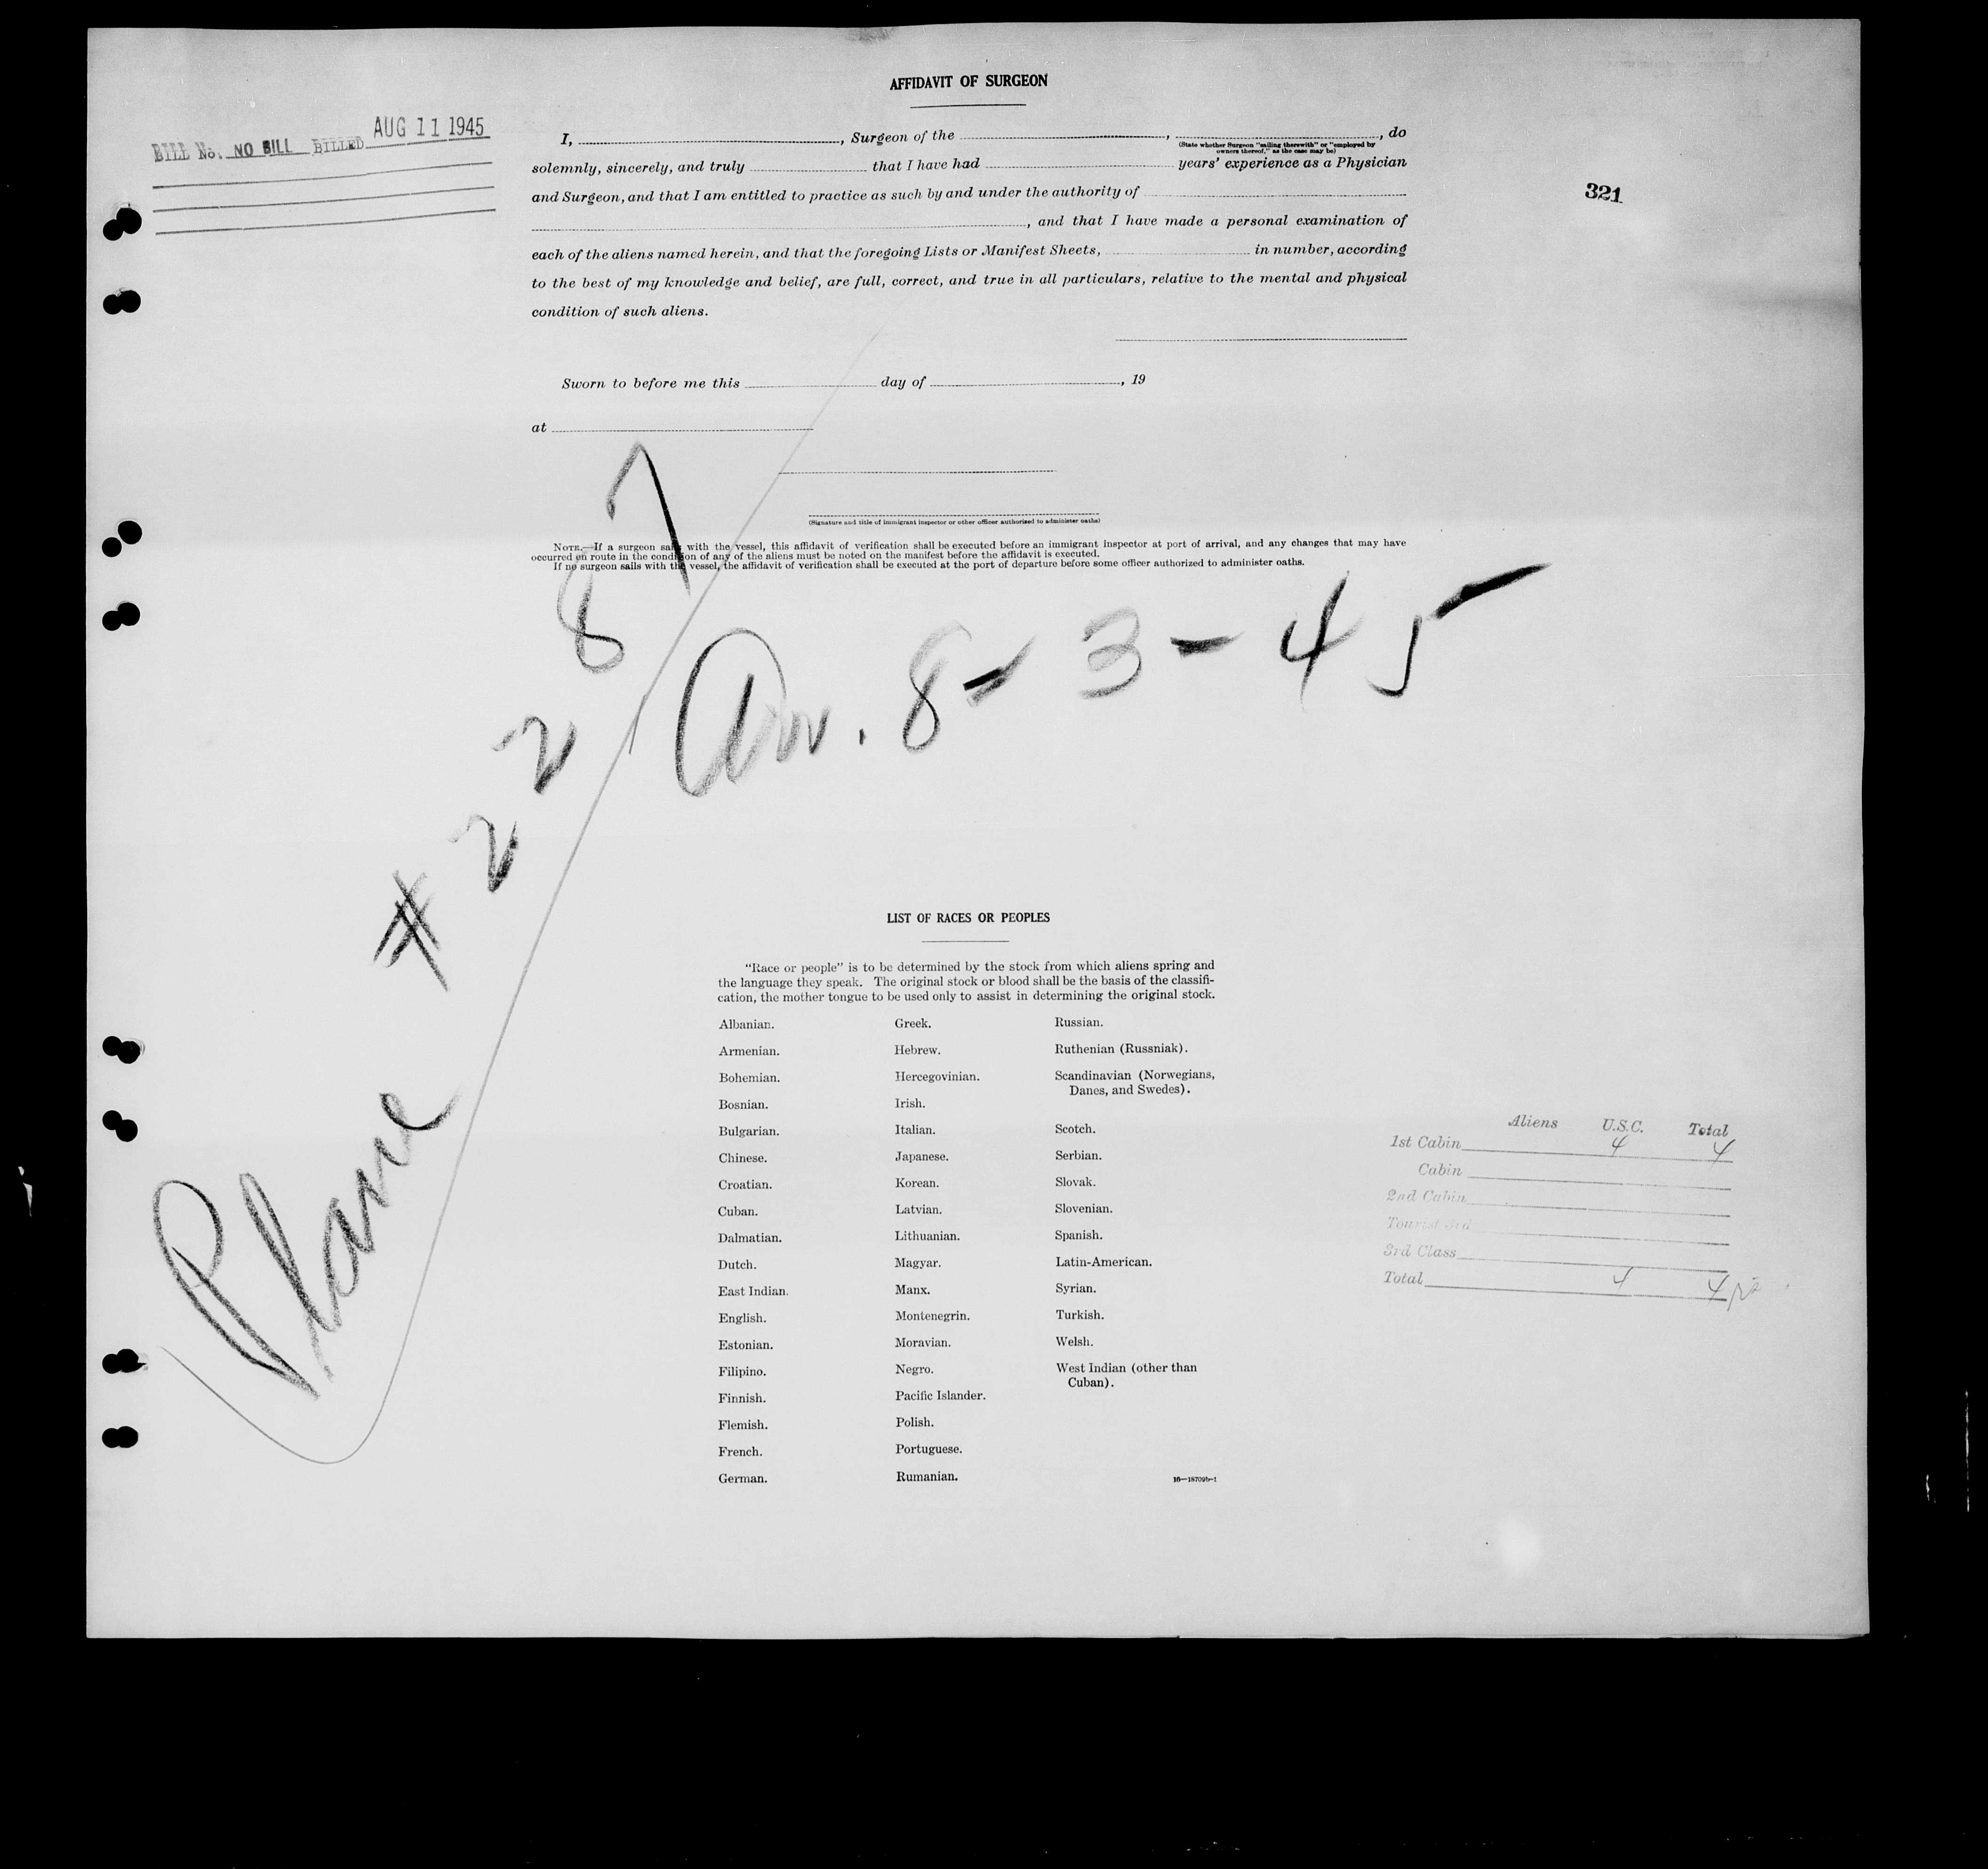 AFFIDAVIT OF SURGEON
BILL No. NO BILL BILLED AUG 11 1945
I, , Surgeon of the , , do
(State whether Surgeon "sailing therewith" or "employed by
owners thereof," as the case may be)
solemnly, sincerely, and truly that I have had years' experience as a Physician
321
and Surgeon, and that I am entitled to practice as such by and under the authority of
, and that I have made a personal examination of
each of the aliens named herein, and that the foregoing Lists or Manifest Sheets, in number, according
to the best of my knowledge and belief, are full, correct, and true in all particulars, relative to the mental and physical
condition of such aliens.
Sworn to before me this day of , 19
at
(Signature and title of immigrant inspector or other officer authorized to administer oaths)
NOTE.—If a surgeon sails with the vessel, this affidavit of verification shall be executed before an immigrant inspector at port of arrival, and any changes that may have
occurred en route in the condition of any of the aliens must be noted on the manifest before the affidavit is executed.
If no surgeon sails with the vessel, the affidavit of verification shall be executed at the port of departure before some officer authorized to administer oaths.
Plane # 2287
Arr. 8-3-45
LIST OF RACES OR PEOPLES
"Race or people" is to be determined by the stock from which aliens spring and
the language they speak. The original stock or blood shall be the basis of the classifi-
cation, the mother tongue to be used only to assist in determining the original stock.
Albanian.
Armenian.
Bohemian.
Bosnian.
Bulgarian.
Chinese.
Croatian.
Cuban.
Dalmatian.
Dutch.
East Indian.
English.
Estonian.
Filipino.
Finnish.
Flemish.
French.
German.
Greek.
Hebrew.
Hercegovinian.
Irish.
Italian.
Japanese.
Korean.
Latvian.
Lithuanian.
Magyar.
Manx.
Montenegrin.
Moravian.
Negro.
Pacific Islander.
Polish.
Portuguese.
Rumanian.
Russian.
Ruthenian (Russniak).
Scandinavian (Norwegians,
Danes, and Swedes).
Scotch.
Serbian.
Slovak.
Slovenian.
Spanish.
Latin-American.
Syrian.
Turkish.
Welsh.
West Indian (other than
Cuban).
16—18709b-1
Aliens U.S.C. Total
1st Cabin 4 4
Cabin
2nd Cabin
Tourist 3rd
3rd Class
Total 4 4